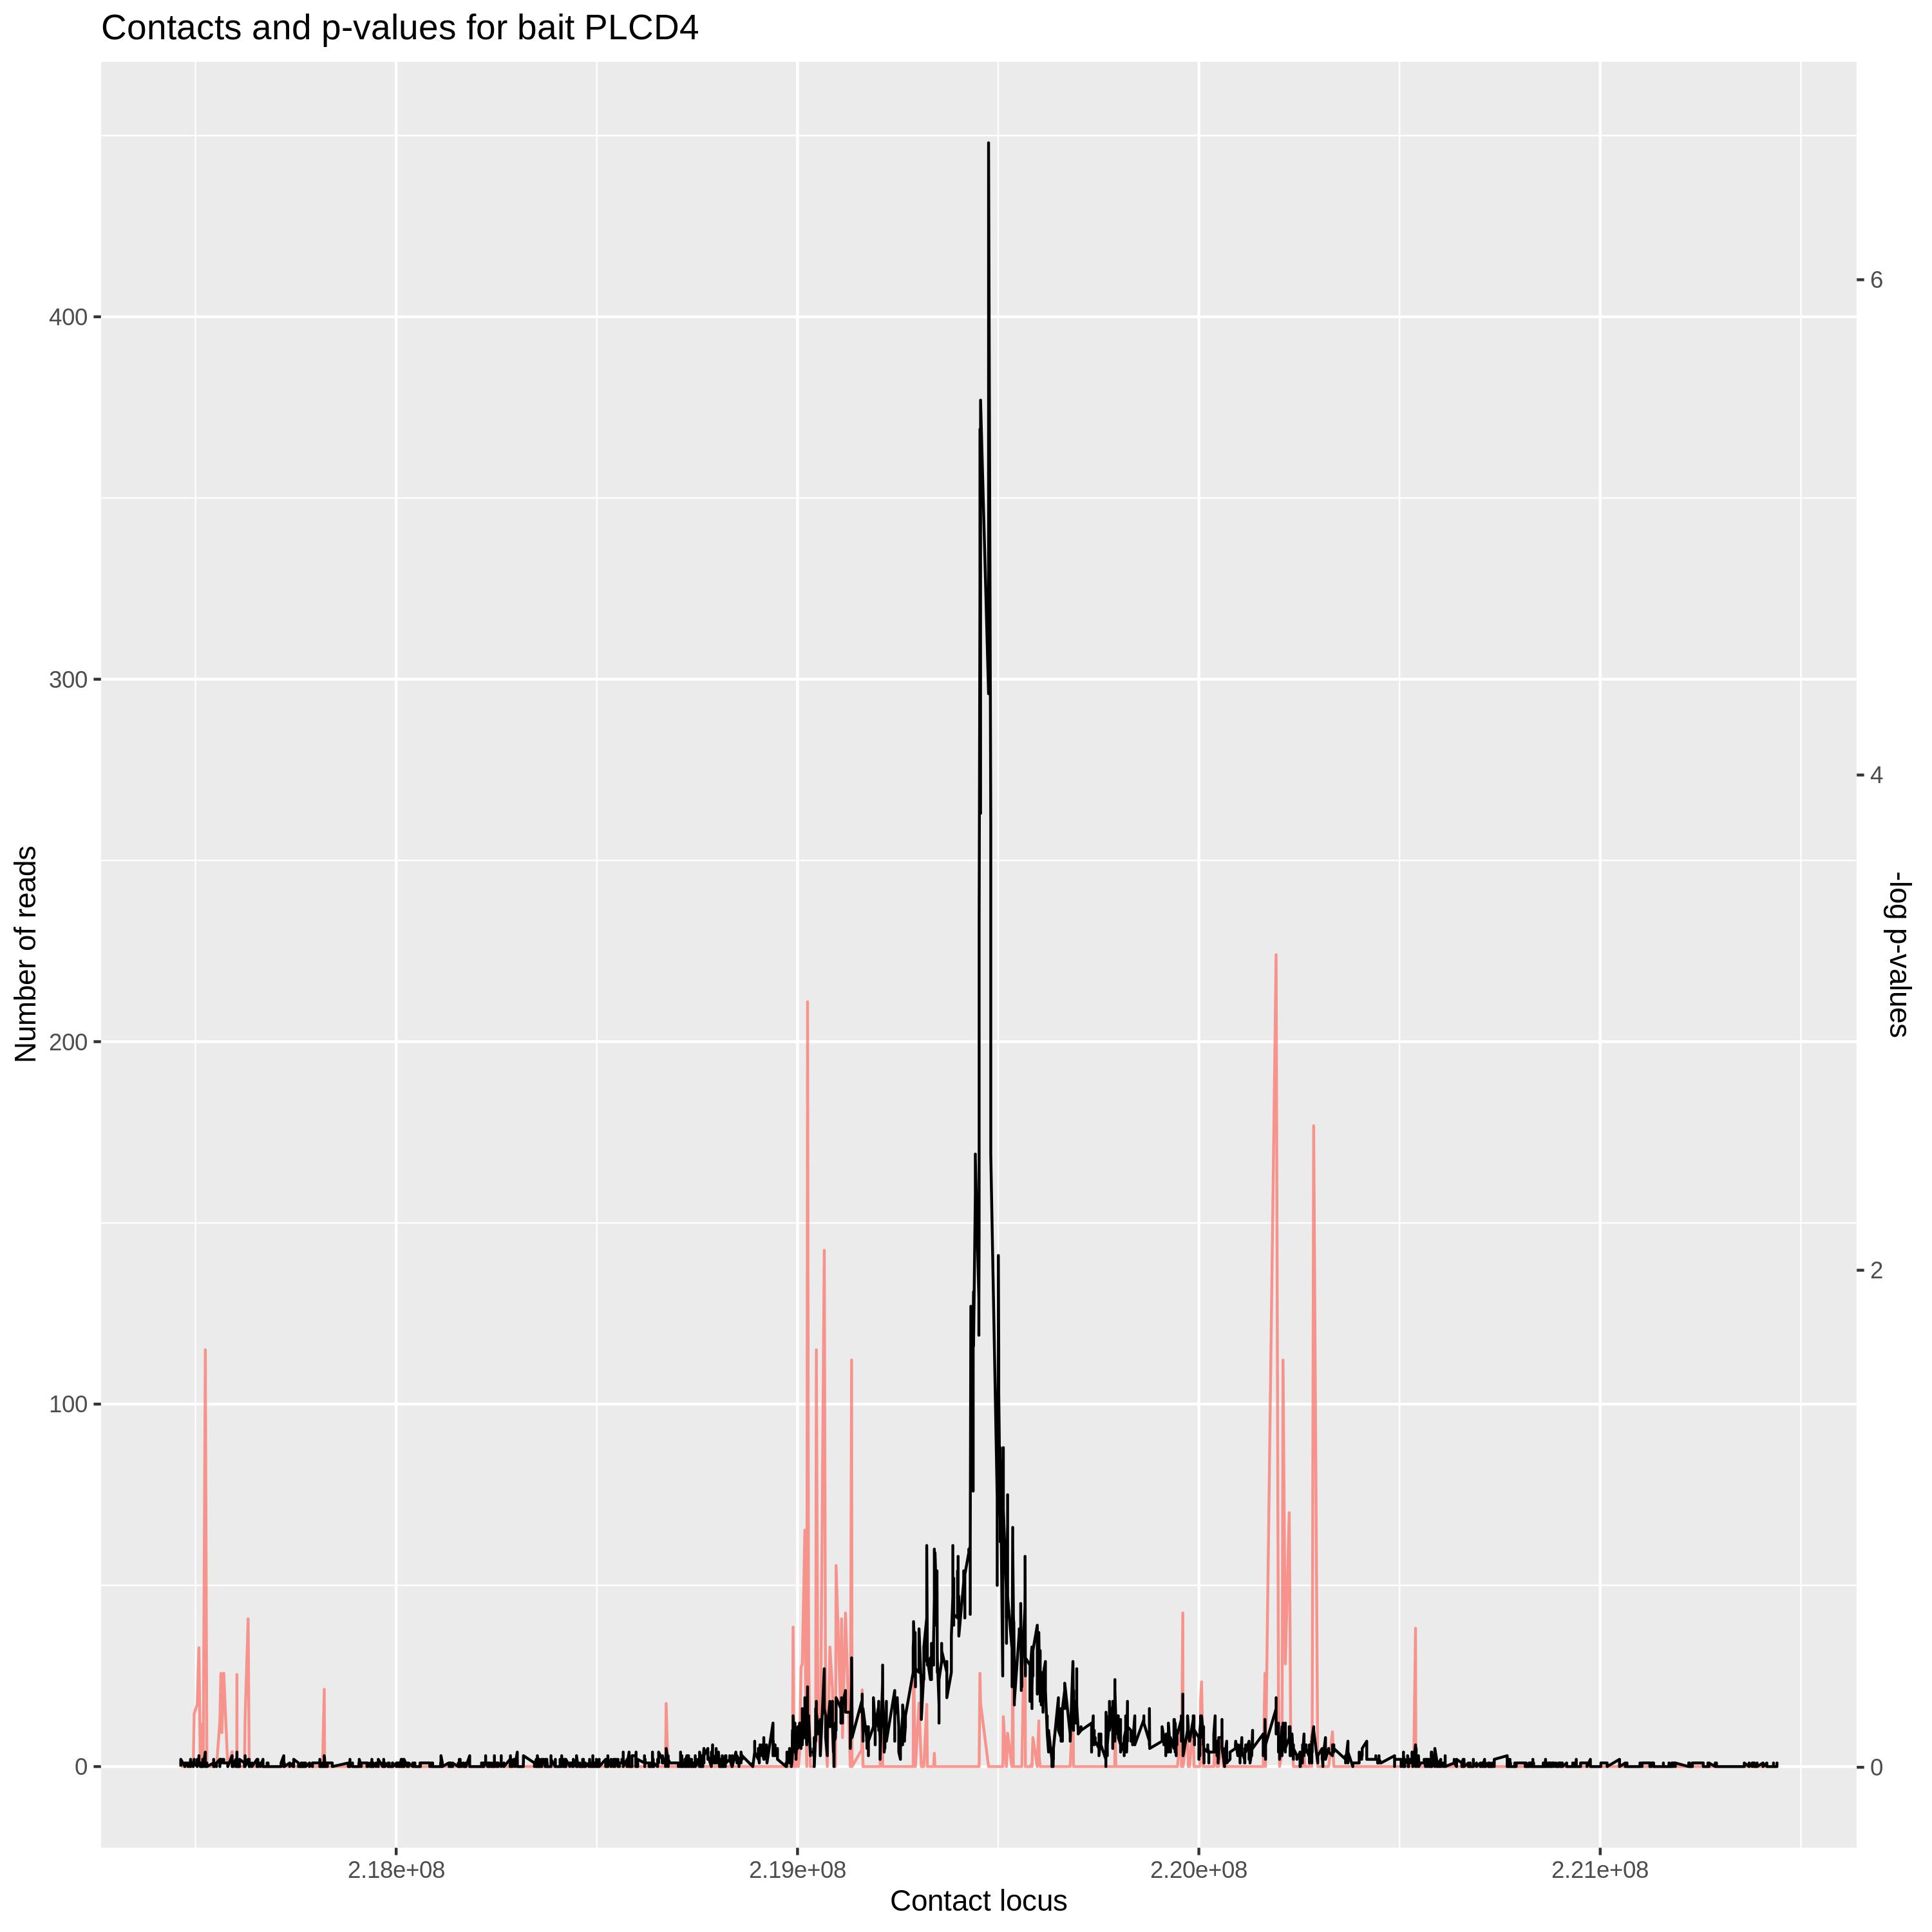 Contacts and p-values for bait PLCD4
Number of reads
400
300
200
100
0
6
4
2
0
-log p-values
2.18e+08
2.19e+08
2.20e+08
2.21e+08
Contact locus